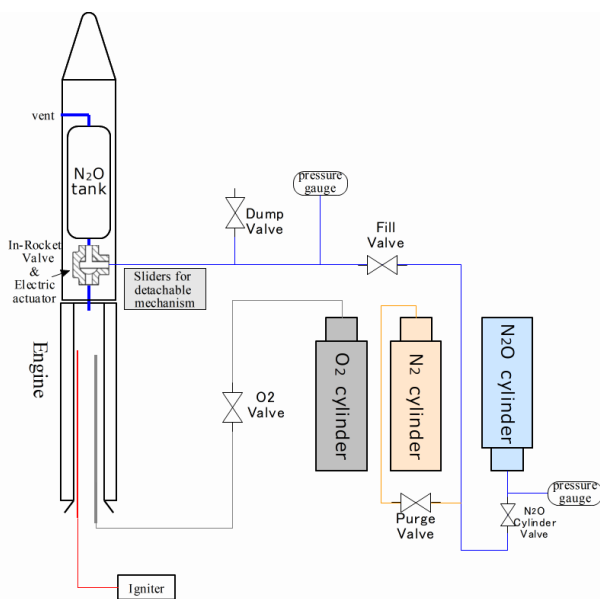 vent
N2O
tank
In-Rocket
Valve
&
Electric
actuator
Sliders for
detachable
mechanism
Dump
Valve
pressure
gauge
Fill
Valve
Engine
O2
Valve
O2 cylinder
N2 cylinder
N2O cylinder
Purge
Valve
pressure
gauge
N2O
Cylinder
Valve
Igniter